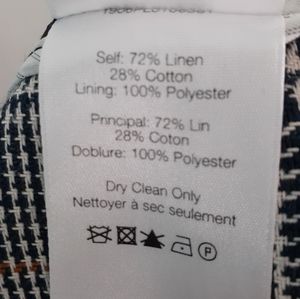 Self: 72% Linen
28% Cotton
Lining: 100% Polyester
Principal: 72% Lin
28% Coton
Doblure: 100% Polyester
Dry Clean Only
Nettoyer à sec seulement
P